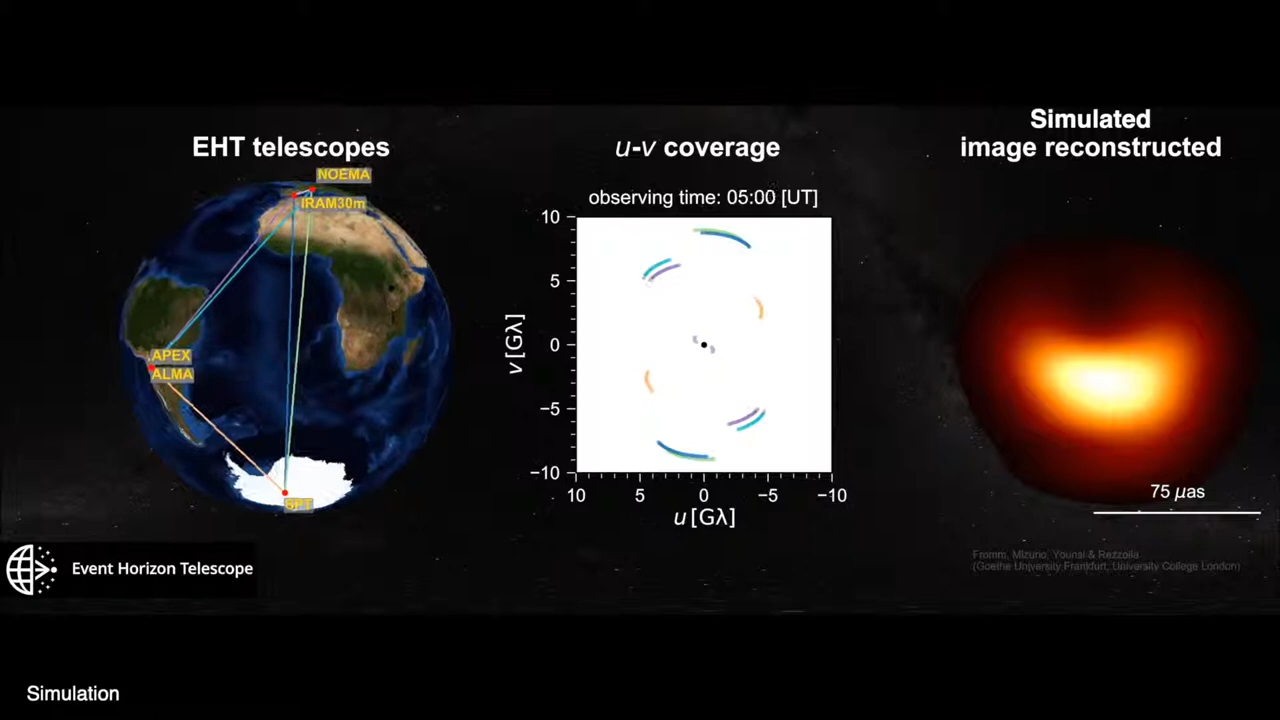 EHT telescopes
NOEMA
IRAM30m
APEX
ALMA
SPT
Event Horizon Telescope
u-v coverage
observing time: 05:00 [UT]
10
5
0
−5
−10
v [Gλ]
10 5 0 −5 −10
u [Gλ]
Simulated
image reconstructed
75 μas
Fromm, Mizuno, Younsi & Rezzolla
(Goethe University Frankfurt, University College London)
Simulation